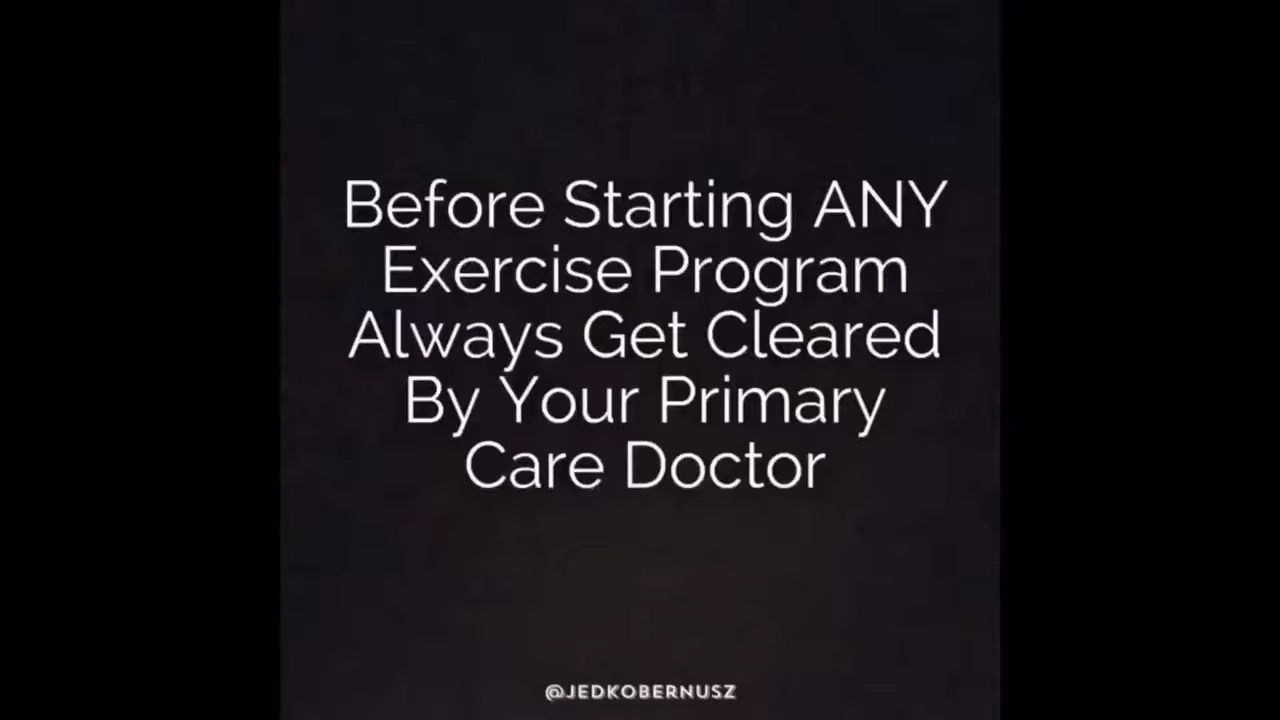 Before Starting ANY
Exercise Program
Always Get Cleared
By Your Primary
Care Doctor
@JEDKOBERNUSZ